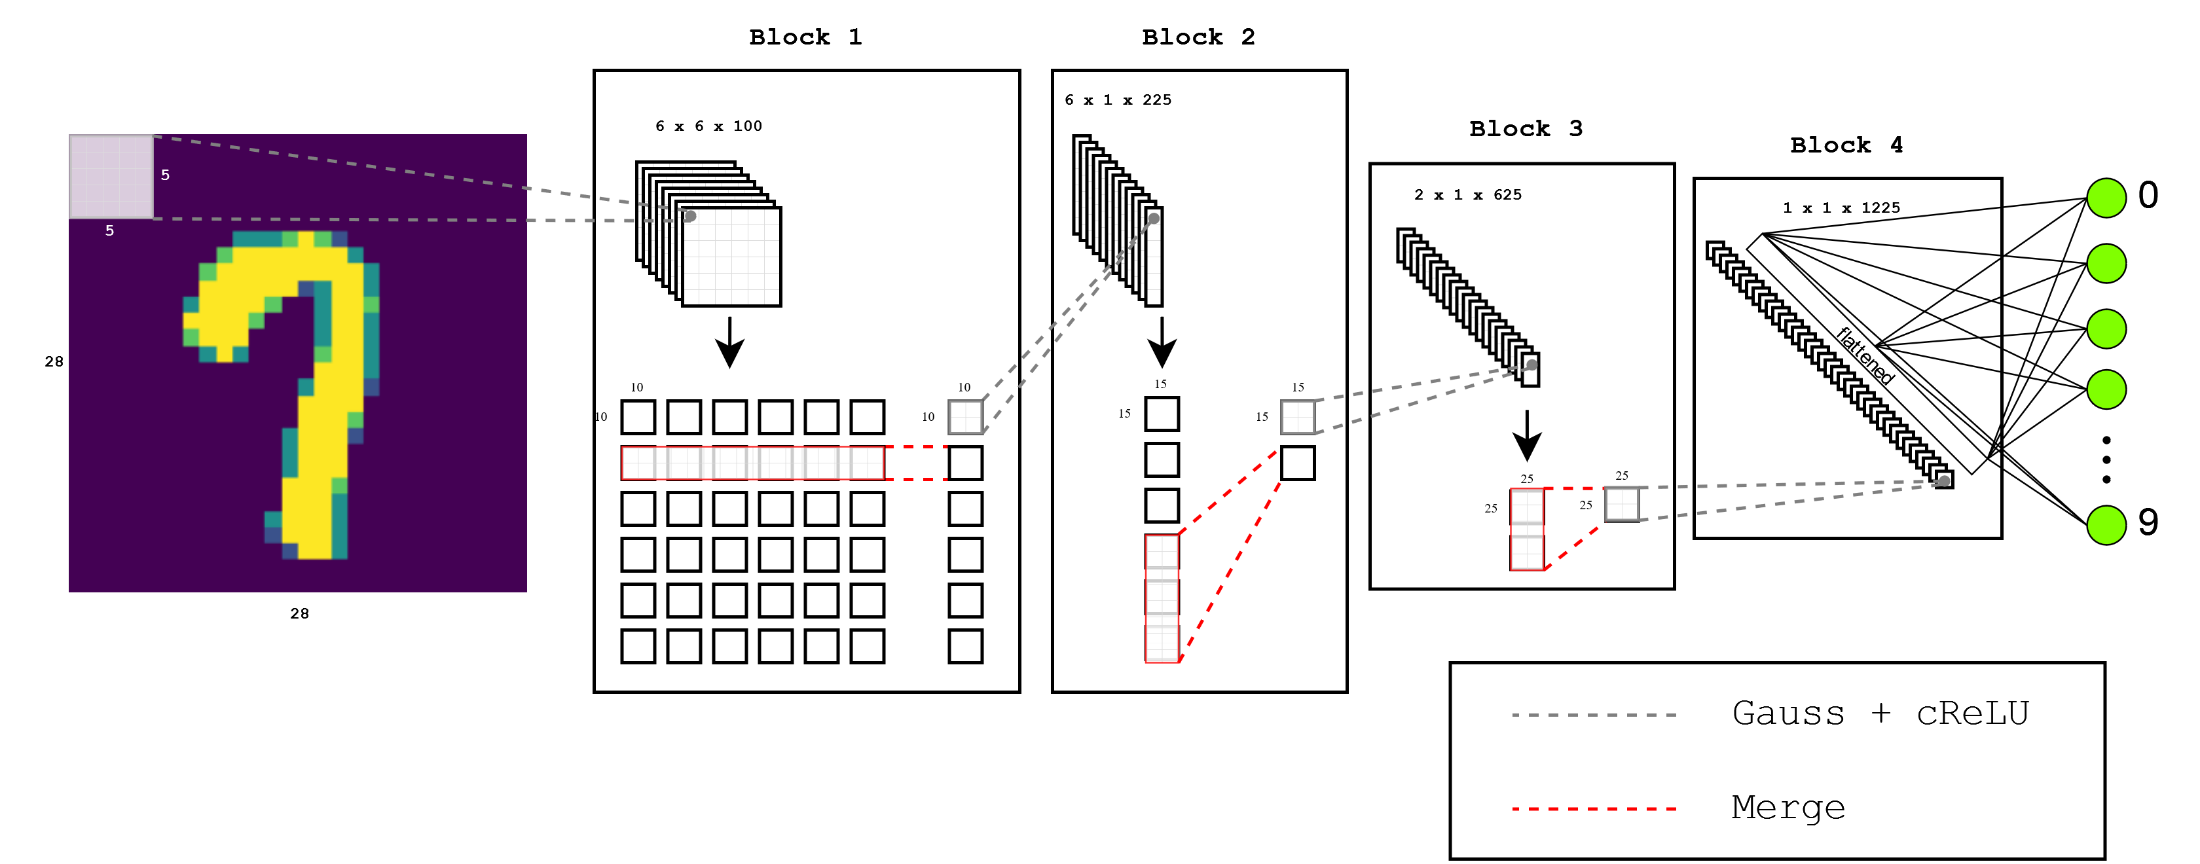 Block 1
Block 2
Block 3
Block 4
5
5
28
28
6 x 6 x 100
10
10
10
10
6 x 1 x 225
15
15
15
15
2 x 1 x 625
25
25
25
25
1 x 1 x 1225
flattened
0
9
Gauss + cReLU
Merge